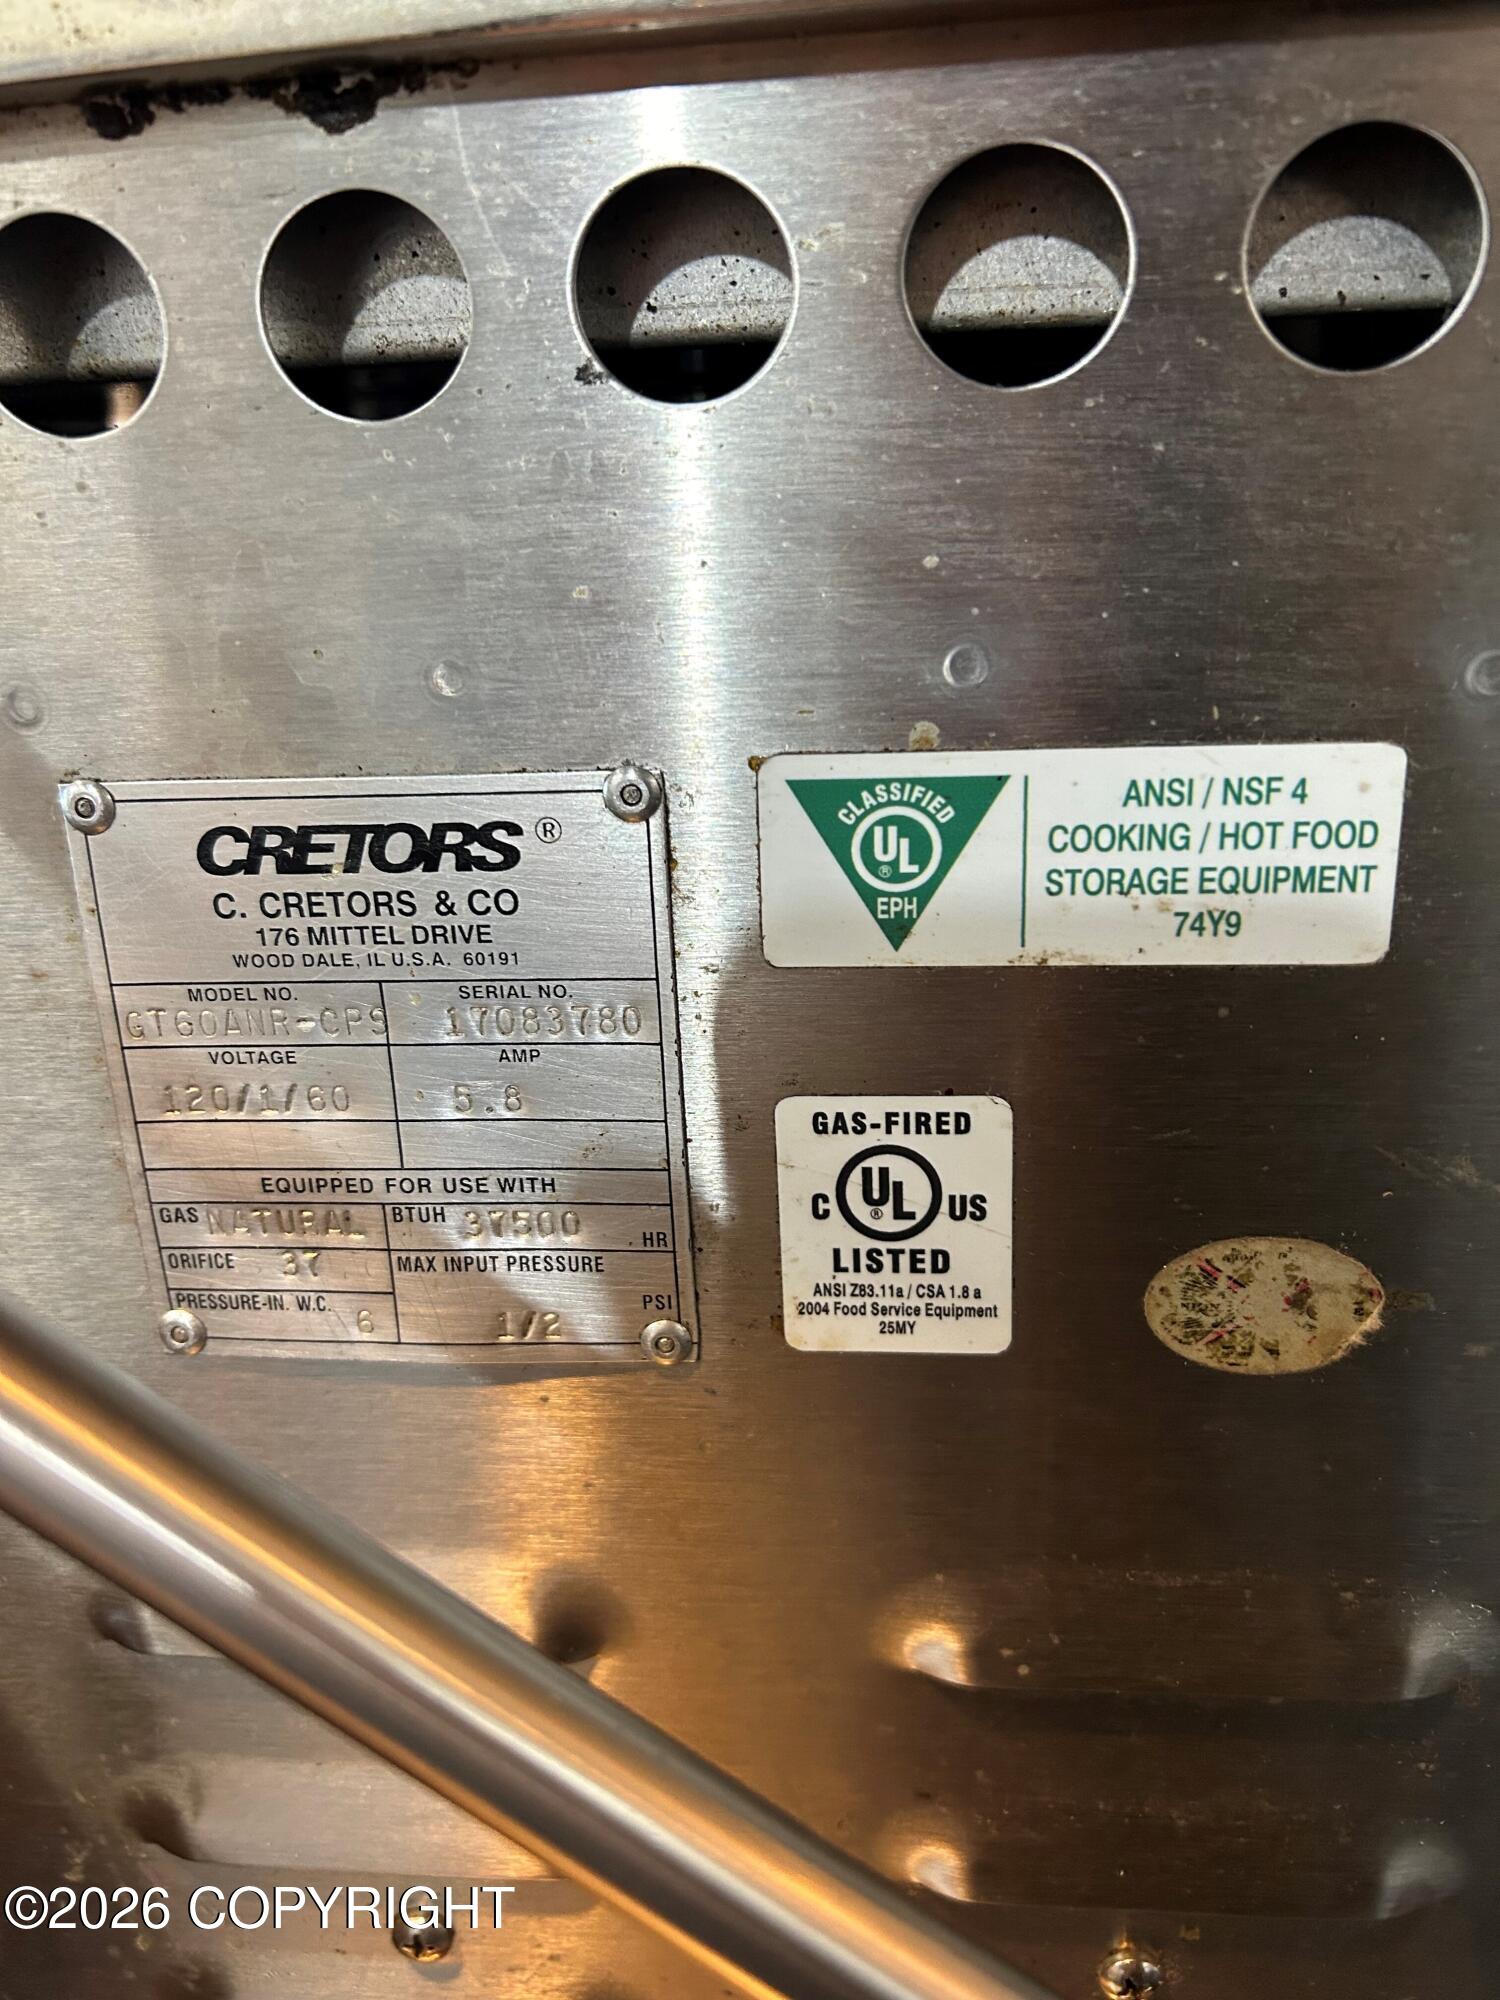 CRETORS ®
C. CRETORS & CO
176 MITTEL DRIVE
WOOD DALE, IL U.S.A. 60191
MODEL NO. SERIAL NO.
GT60ANR-CPS 17083780
VOLTAGE AMP
120/1/60 5.8
EQUIPPED FOR USE WITH
GAS NATURAL BTUH 37500 HR
ORIFICE 37 MAX INPUT PRESSURE
PRESSURE-IN. W.C. 6 1/2 PSI
CLASSIFIED
UL ®
EPH
ANSI / NSF 4
COOKING / HOT FOOD
STORAGE EQUIPMENT
74Y9
GAS-FIRED
C UL ® US
LISTED
ANSI Z83.11a / CSA 1.8 a
2004 Food Service Equipment
25MY
©2026 COPYRIGHT